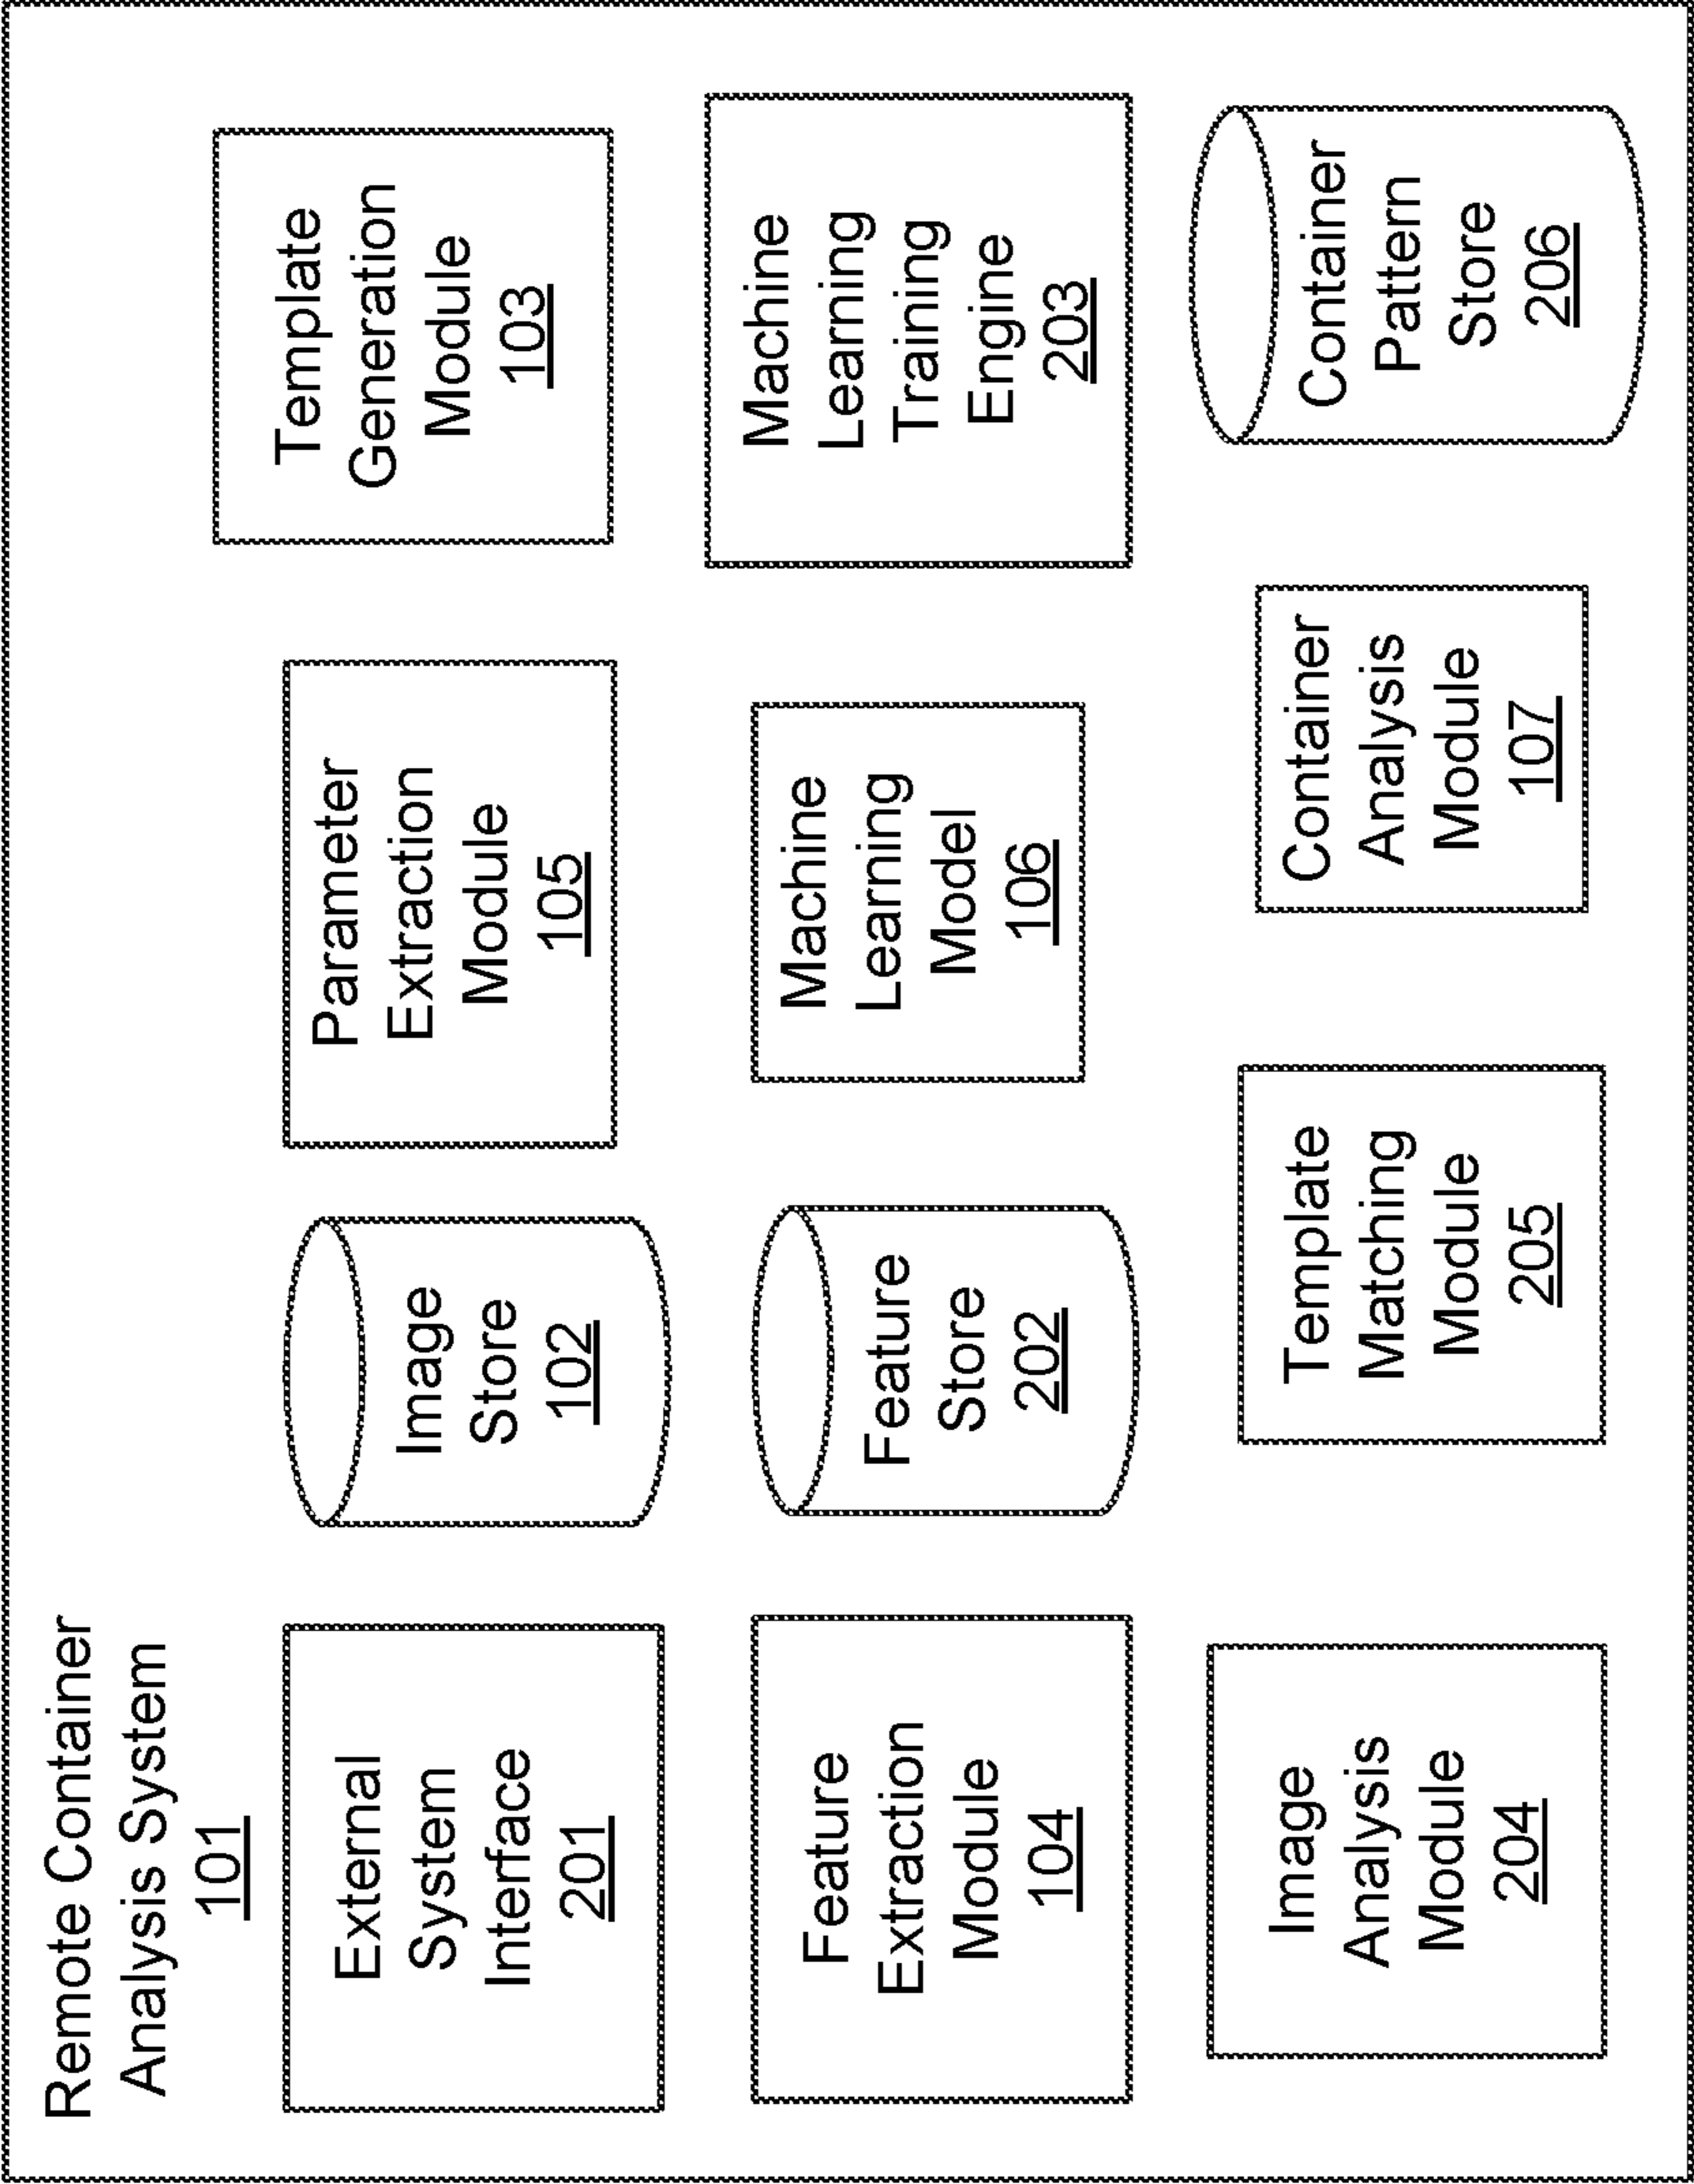 Remote Container
Analysis System
101
External
System
Interface
201
Image
Store
102
Parameter
Extraction
Module
105
Template
Generation
Module
103
Feature
Extraction
Module
104
Feature
Store
202
Machine
Learning
Model
106
Machine
Learning
Training
Engine
203
Image
Analysis
Module
204
Template
Matching
Module
205
Container
Analysis
Module
107
Container
Pattern
Store
206